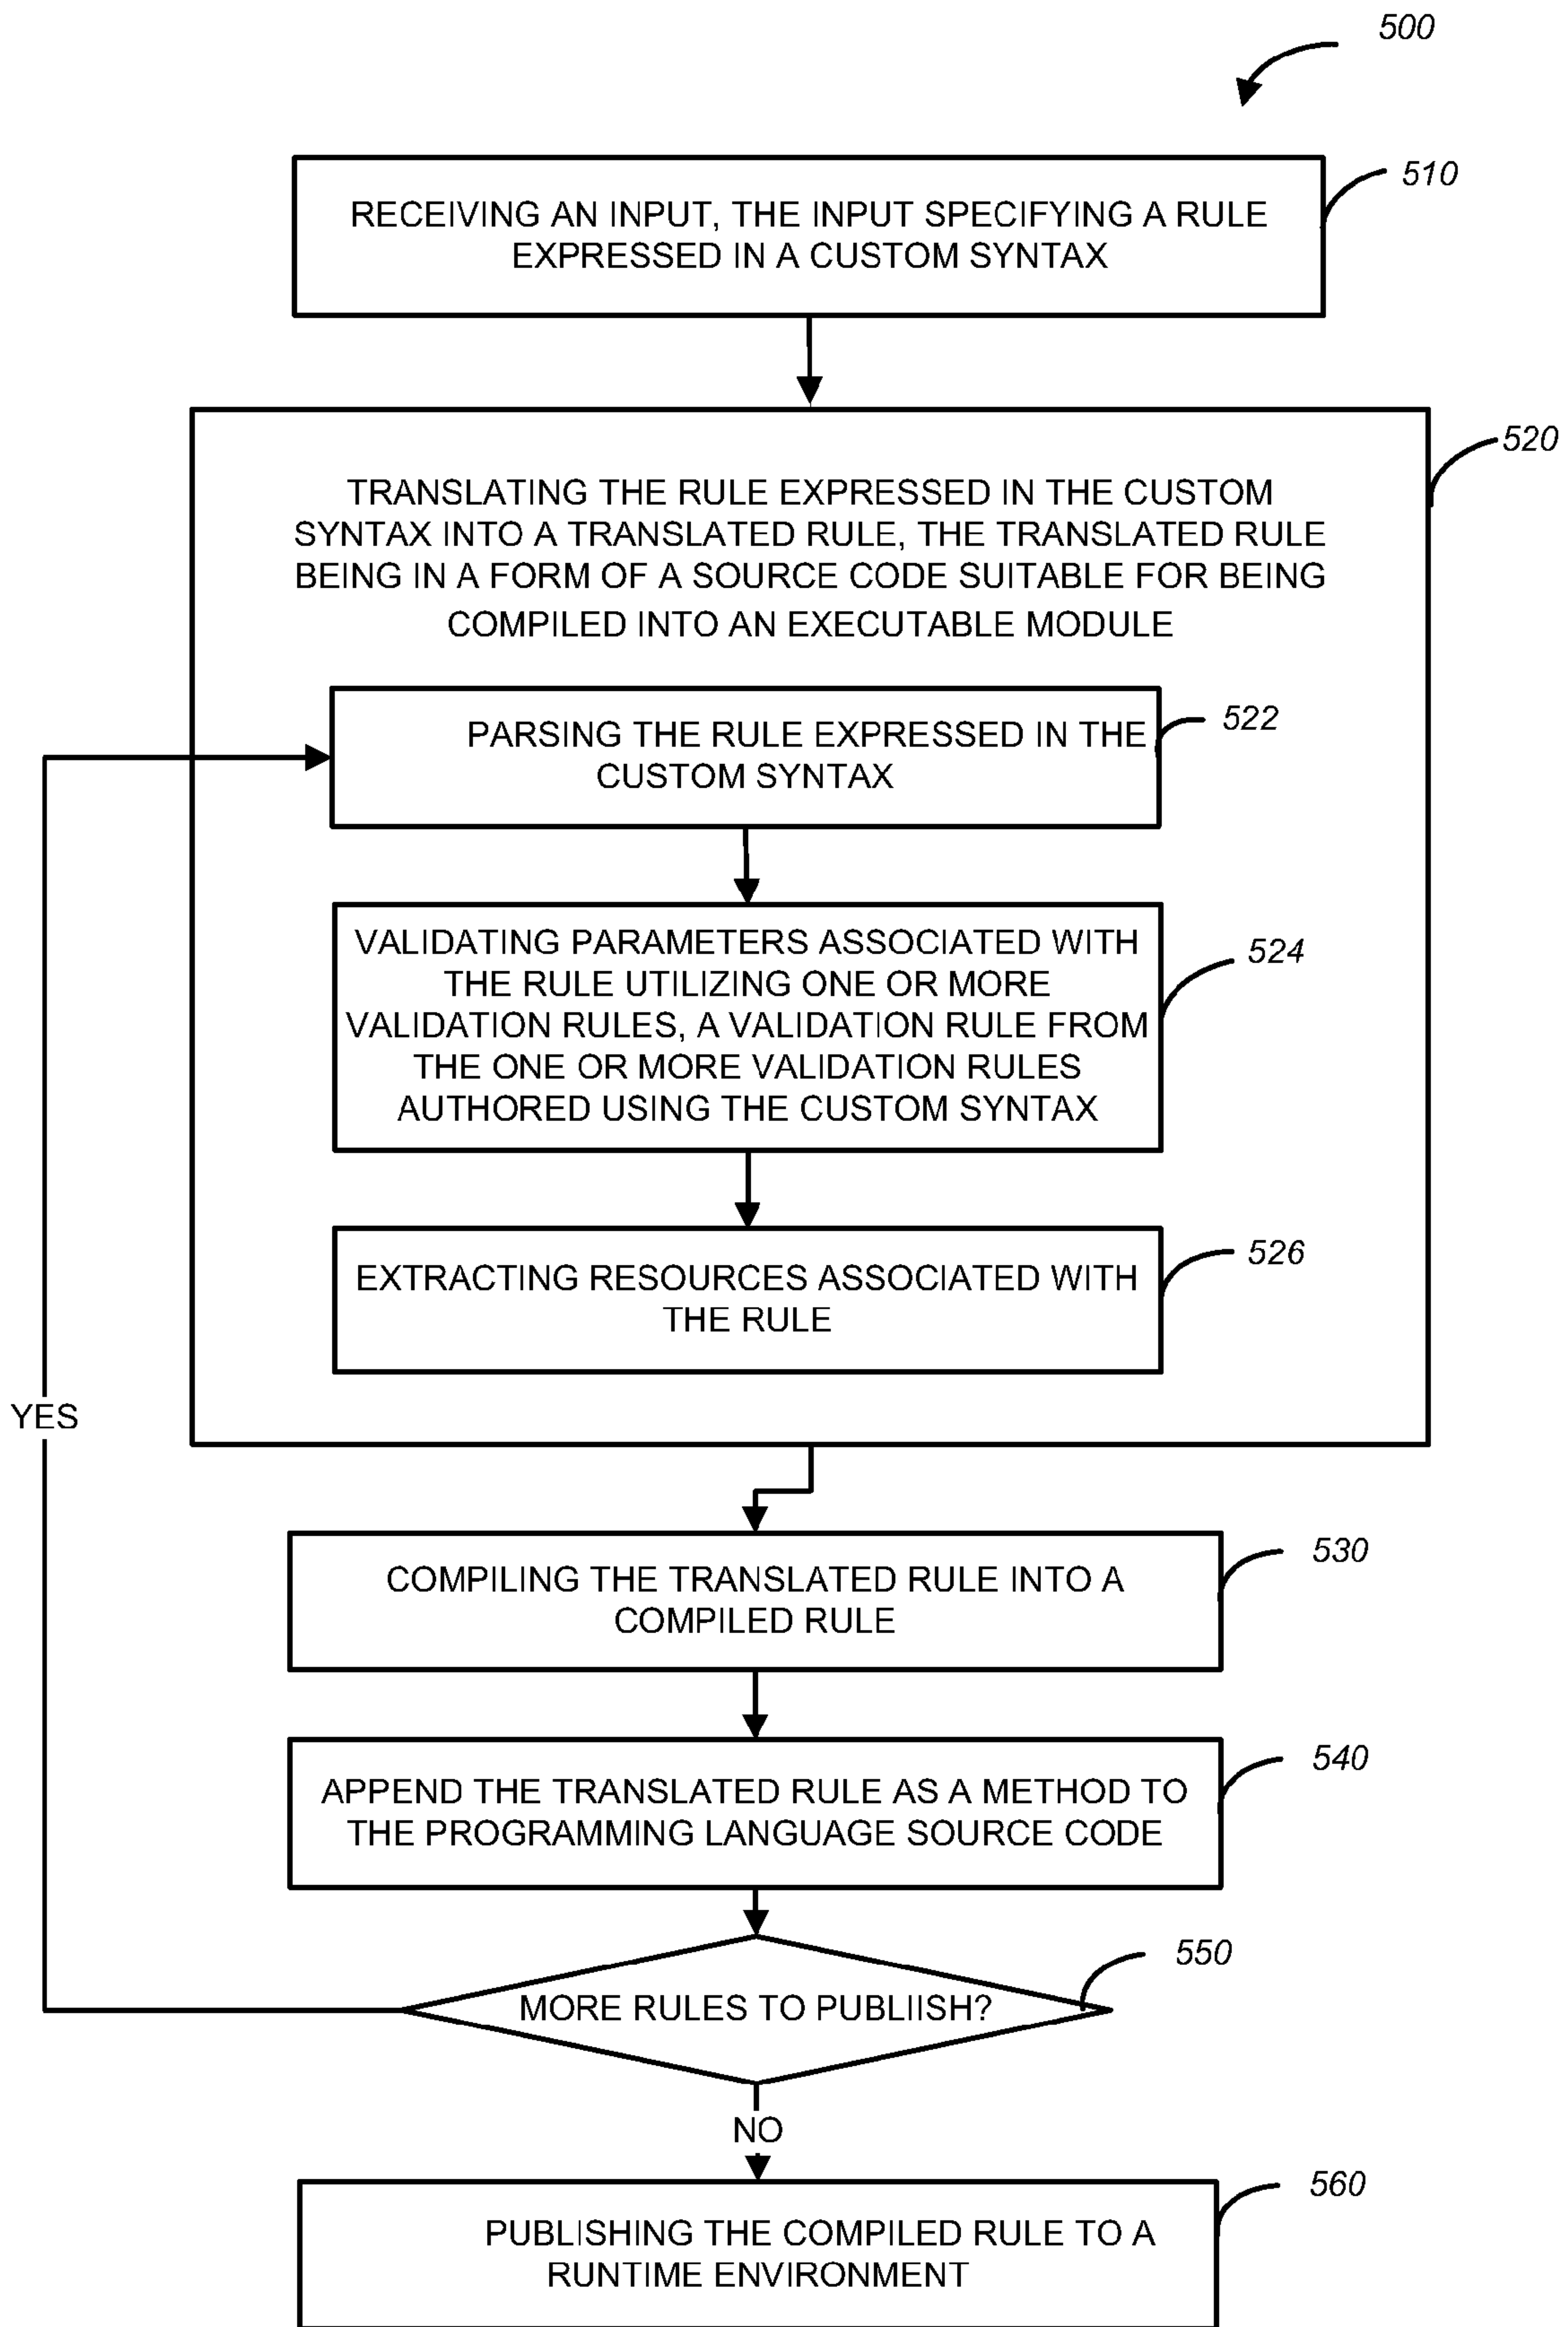 500
510
RECEIVING AN INPUT, THE INPUT SPECIFYING A RULE
EXPRESSED IN A CUSTOM SYNTAX
520
TRANSLATING THE RULE EXPRESSED IN THE CUSTOM
SYNTAX INTO A TRANSLATED RULE, THE TRANSLATED RULE
BEING IN A FORM OF A SOURCE CODE SUITABLE FOR BEING
COMPILED INTO AN EXECUTABLE MODULE
522
PARSING THE RULE EXPRESSED IN THE
CUSTOM SYNTAX
524
VALIDATING PARAMETERS ASSOCIATED WITH
THE RULE UTILIZING ONE OR MORE
VALIDATION RULES, A VALIDATION RULE FROM
THE ONE OR MORE VALIDATION RULES
AUTHORED USING THE CUSTOM SYNTAX
526
EXTRACTING RESOURCES ASSOCIATED WITH
THE RULE
YES
530
COMPILING THE TRANSLATED RULE INTO A
COMPILED RULE
540
APPEND THE TRANSLATED RULE AS A METHOD TO
THE PROGRAMMING LANGUAGE SOURCE CODE
550
MORE RULES TO PUBLIISH?
NO
560
PUBLISHING THE COMPILED RULE TO A
RUNTIME ENVIRONMENT